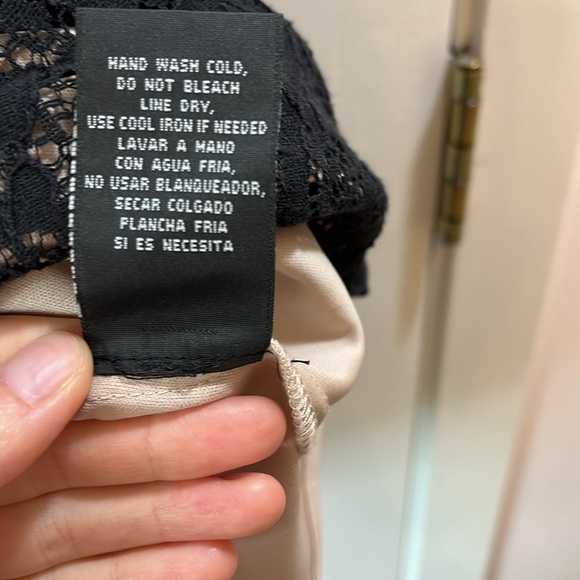 HAND WASH COLD,
DO NOT BLEACH
LINE DRY,
USE COOL IRON IF NEEDED
LAVAR A MANO
CON AGUA FRIA,
NO USAR BLANQUEADOR,
SECAR COLGADO
PLANCHA FRIA
SI ES NECESITA